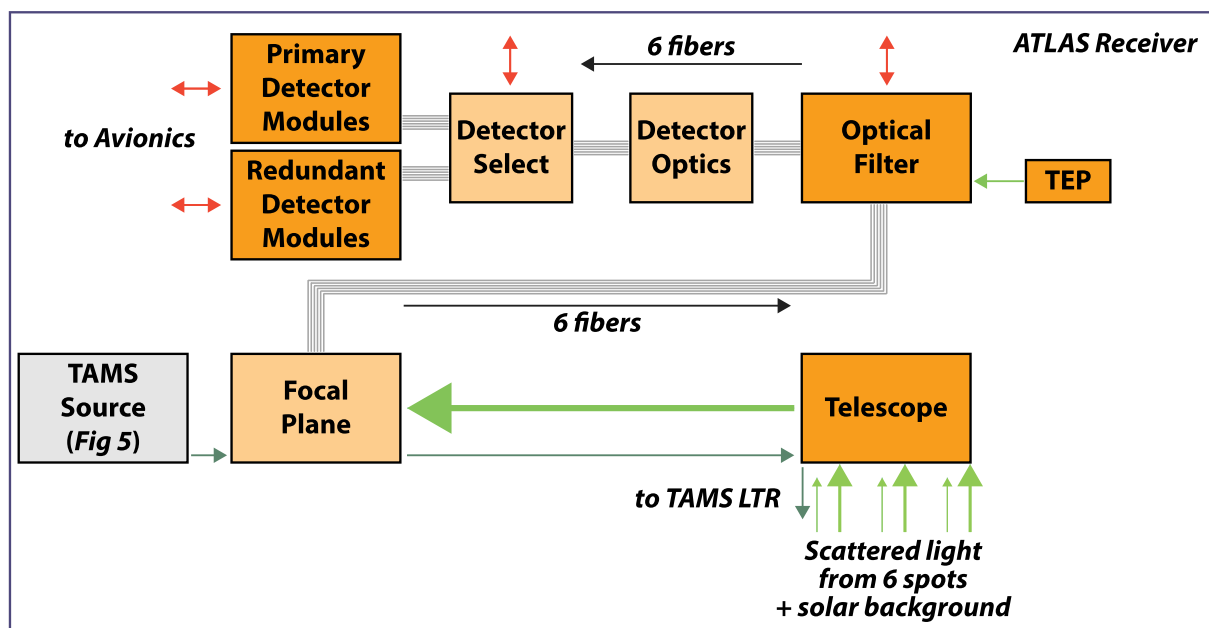 ATLAS Receiver
Primary
Detector
Modules
6 fibers
to Avionics
Detector
Select
Detector
Optics
Optical
Filter
TEP
Redundant
Detector
Modules
6 fibers
TAMS
Source
(Fig 5)
Focal
Plane
Telescope
to TAMS LTR
Scattered light
from 6 spots
+ solar background